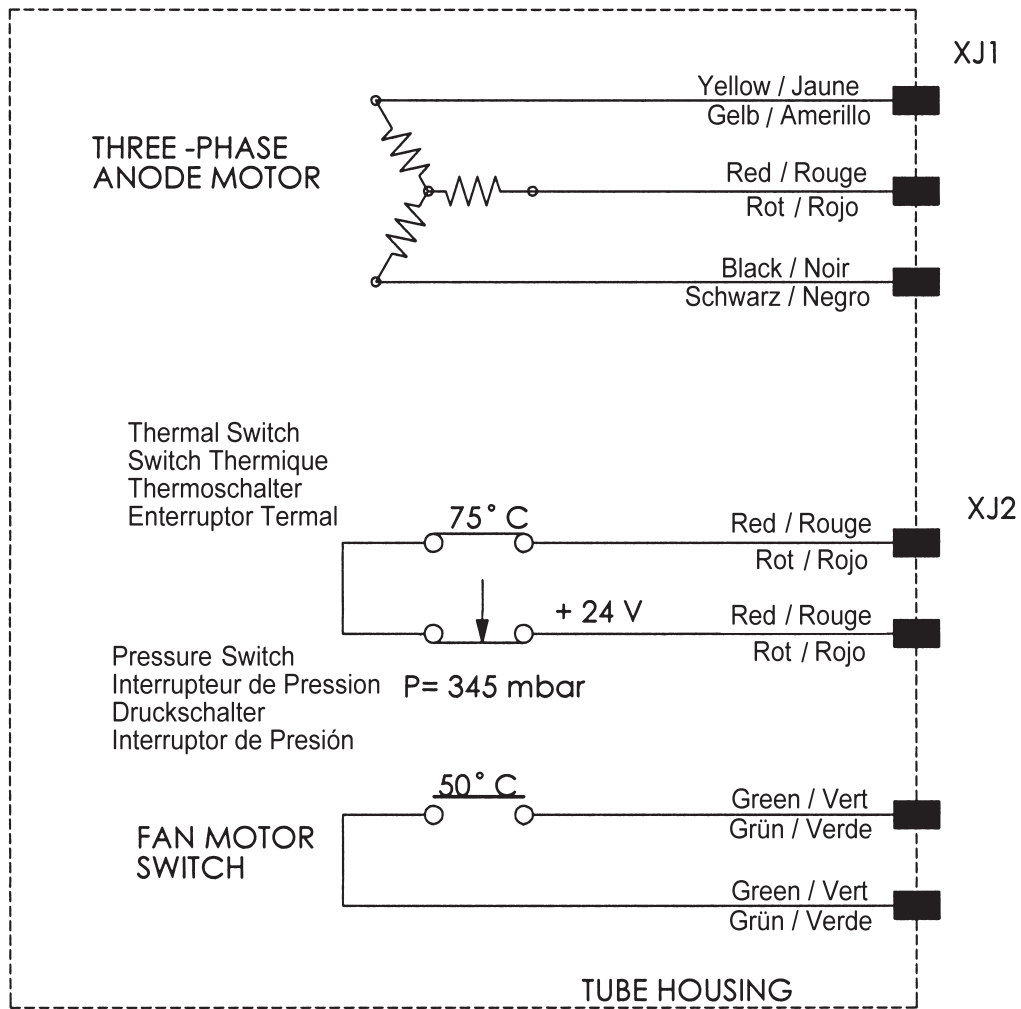 XJ1
Yellow / Jaune
Gelb / Amerillo
THREE -PHASE
ANODE MOTOR
Red / Rouge
Rot / Rojo
Black / Noir
Schwarz / Negro
Thermal Switch
Switch Thermique
Thermoschalter
Enterruptor Termal
XJ2
75° C
Red / Rouge
Rot / Rojo
+ 24 V
Red / Rouge
Rot / Rojo
Pressure Switch
Interrupteur de Pression
Druckschalter
Interruptor de Presión
P= 345 mbar
50° C
Green / Vert
Grün / Verde
FAN MOTOR
SWITCH
Green / Vert
Grün / Verde
TUBE HOUSING